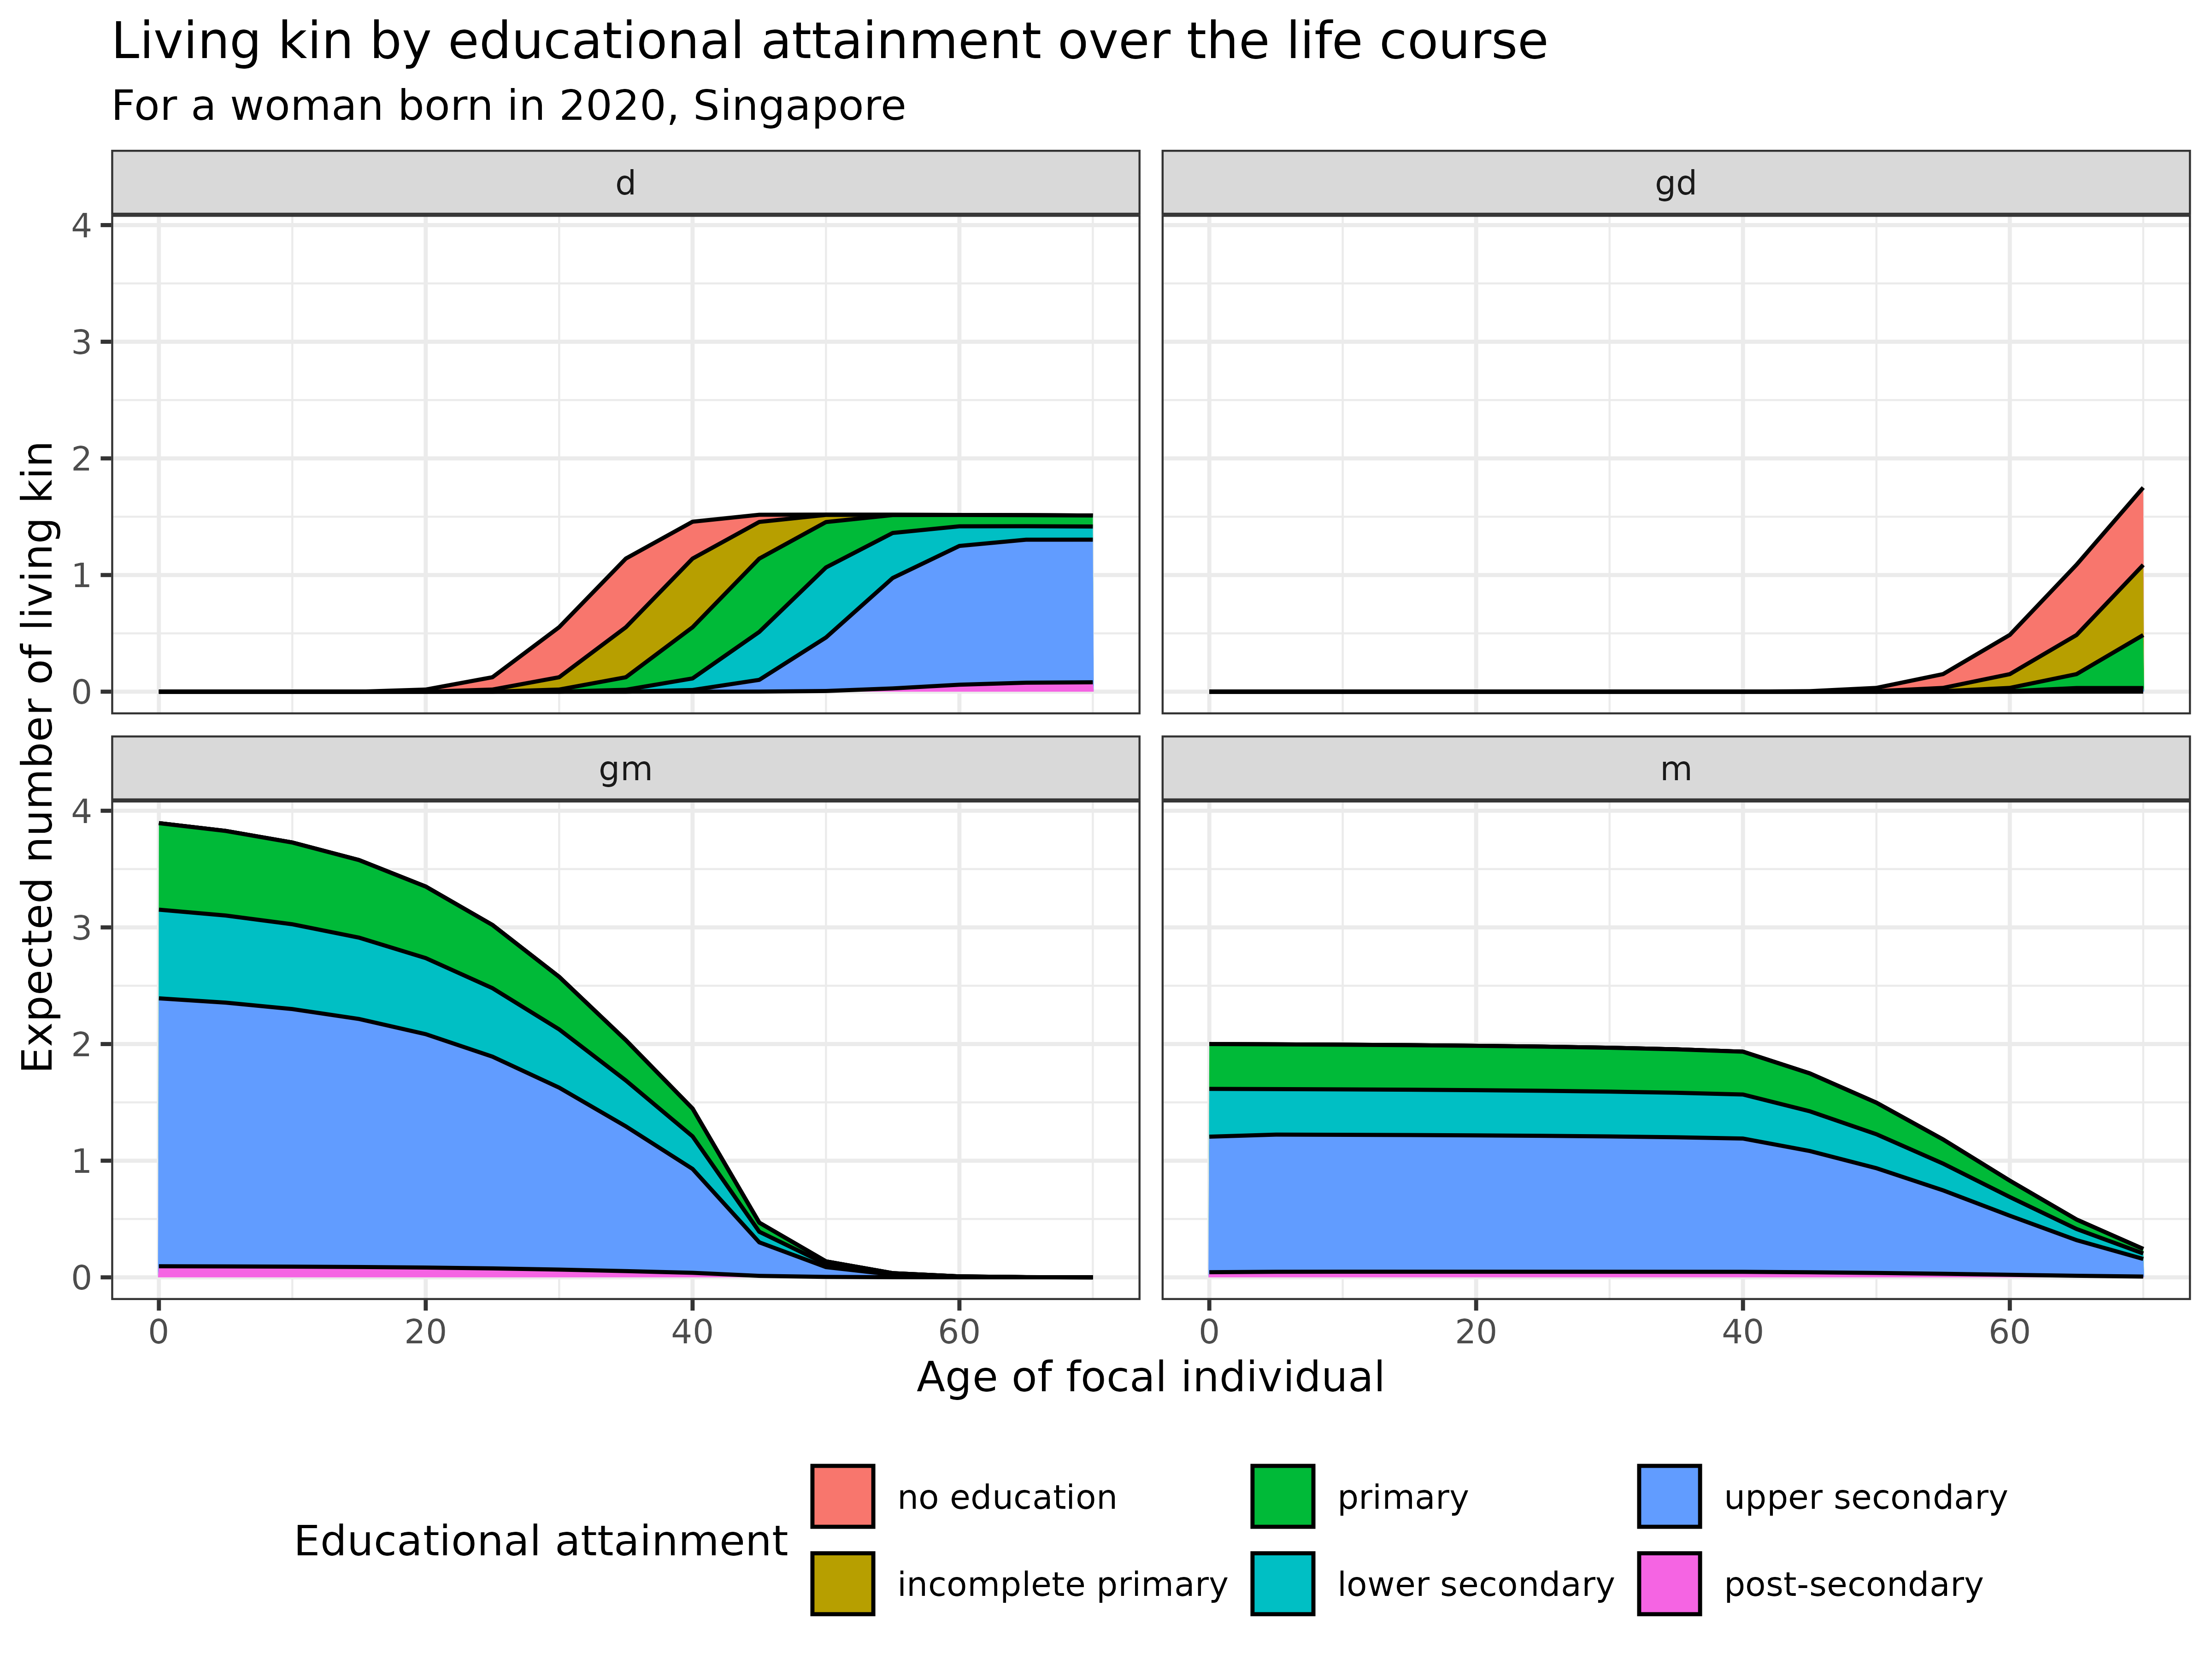 Living kin by educational attainment over the life course
For a woman born in 2020, Singapore
d
gd
4
3
2
1
0
gm
m
4
3
2
1
0
Expected number of living kin
0 20 40 60
0 20 40 60
Age of focal individual
Educational attainment
no education
primary
upper secondary
incomplete primary
lower secondary
post-secondary